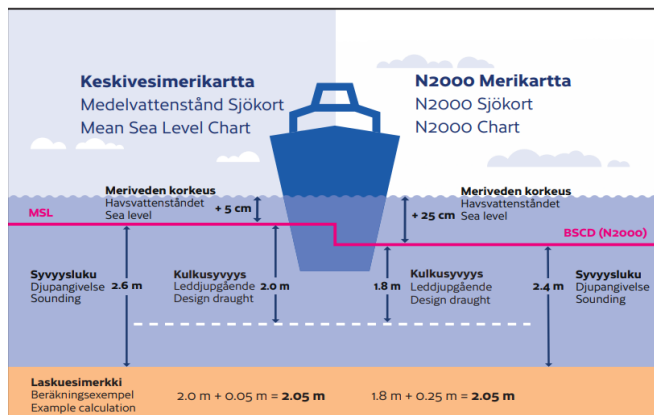 Keskivesimerikartta
Medelvattenstånd Sjökort
Mean Sea Level Chart
N2000 Merikartta
N2000 Sjökort
N2000 Chart
Meriveden korkeus
Havsvattenståndet
Sea level
+ 5 cm
MSL
Meriveden korkeus
Havsvattenståndet
Sea level
+ 25 cm
BSCD (N2000)
Syvyysluku
Djupangivelse
Sounding
2.6 m
Kulkusyvyys
Leddjupgående
Design draught
2.0 m
1.8 m
Kulkusyvyys
Leddjupgående
Design draught
2.4 m
Syvyysluku
Djupangivelse
Sounding
Laskuesimerkki
Beräkningsexempel
Example calculation
2.0 m + 0.05 m = 2.05 m
1.8 m + 0.25 m = 2.05 m